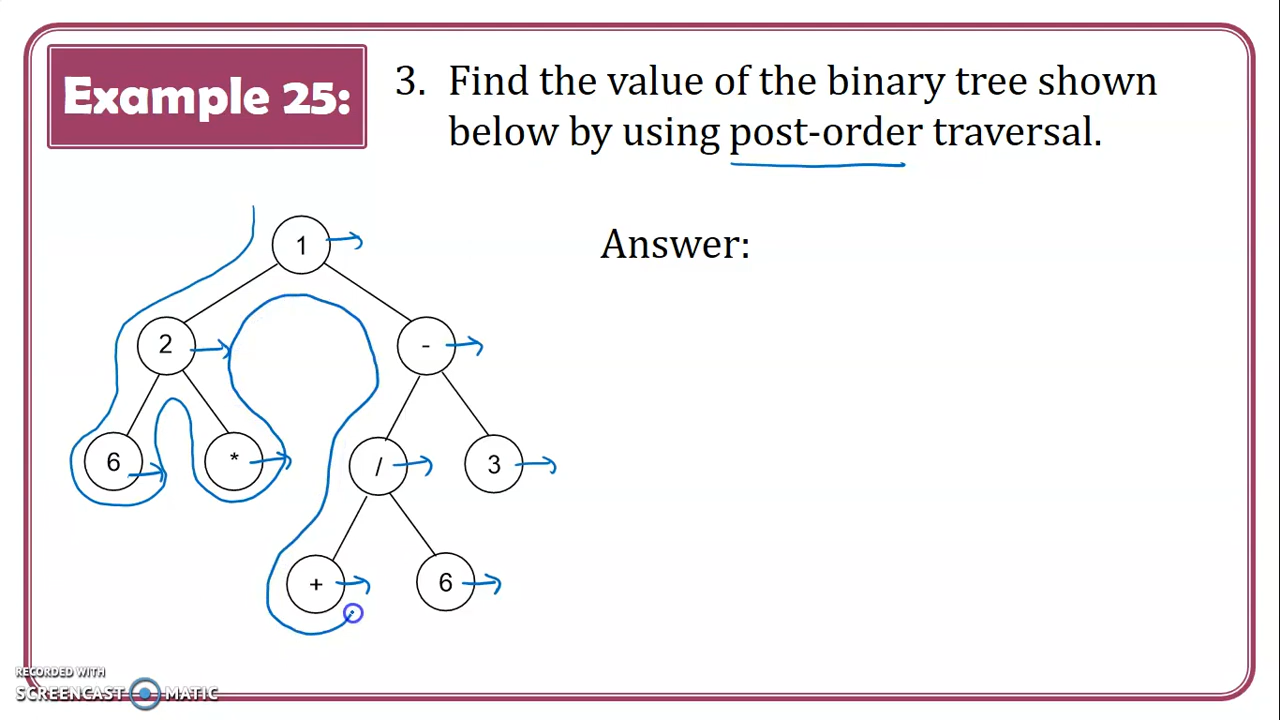 Example 25:
3. Find the value of the binary tree shown
below by using post-order traversal.
Answer:
1
2
-
6
*
/
3
+
6
RECORDED WITH
SCREENCAST MATIC